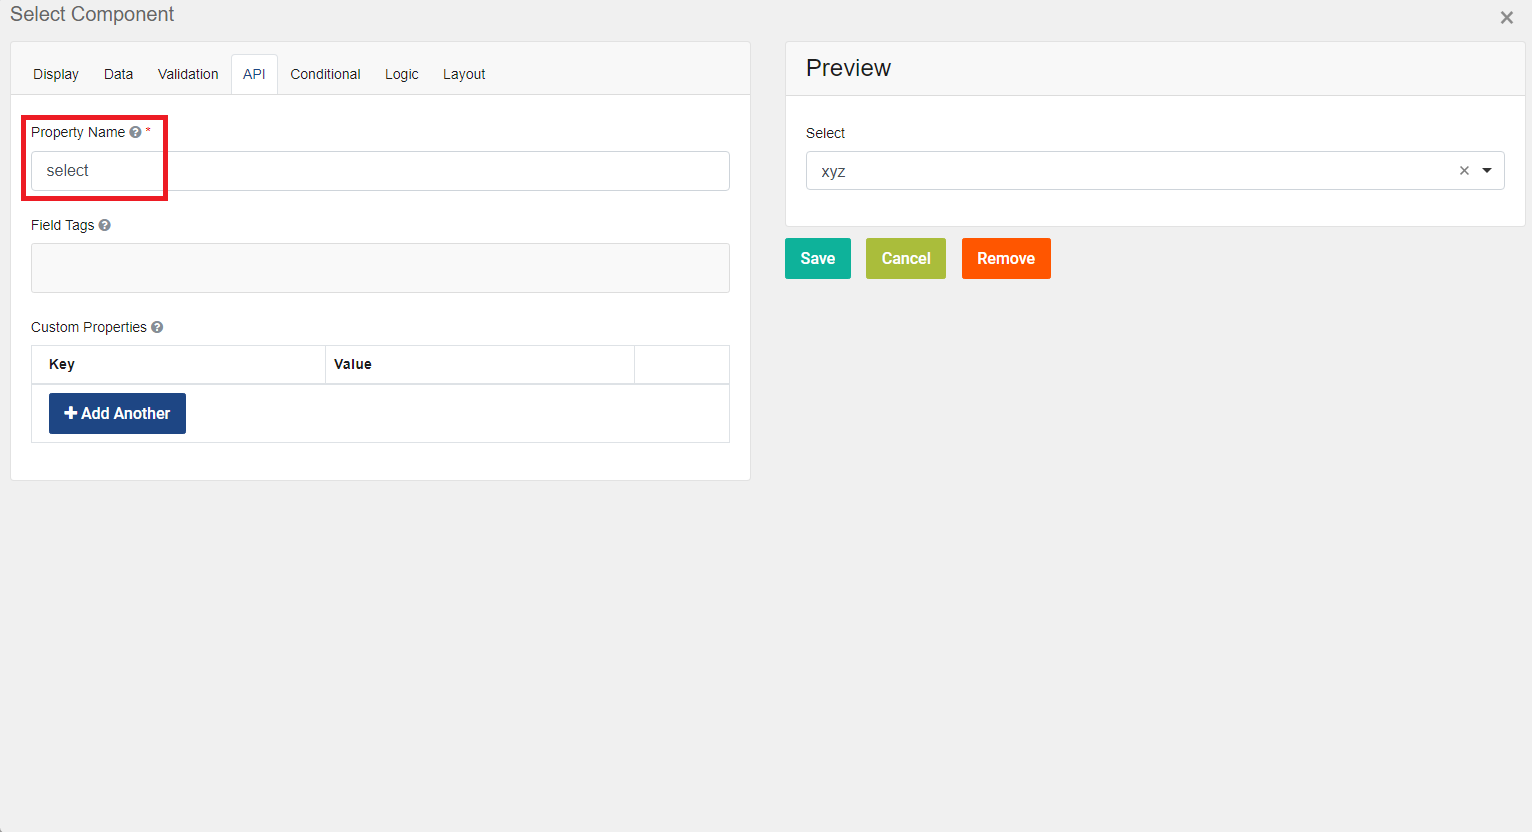 Select Component
×
Display Data Validation API Conditional Logic Layout
Property Name *
select
Field Tags
Custom Properties
Key Value
Add Another
Preview
Select
xyz ×
Save Cancel Remove